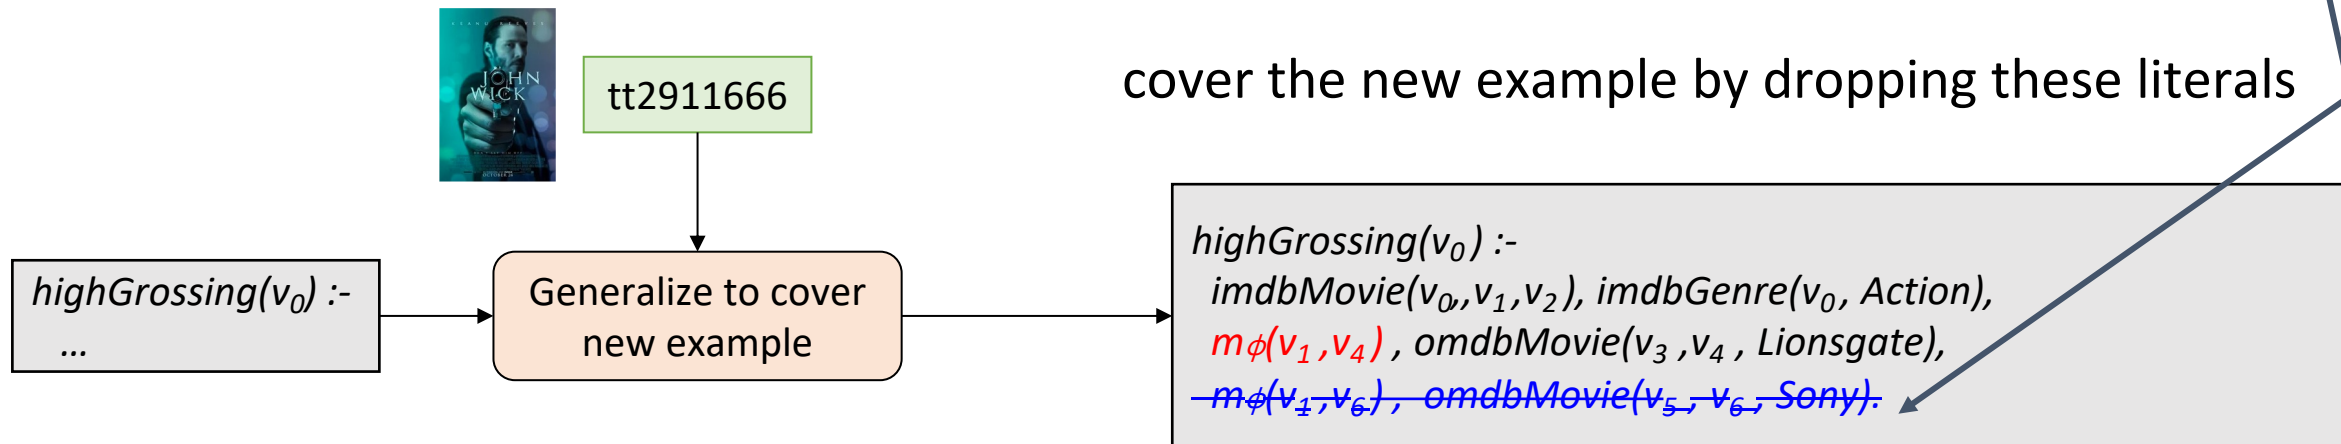 JOHN
WICK
tt2911666
cover the new example by dropping these literals
highGrossing(v0) :-
...
Generalize to cover
new example
highGrossing(v0) :-
imdbMovie(v0,,v1,v2), imdbGenre(v0, Action),
mϕ(v1,v4) , omdbMovie(v3,v4, Lionsgate),
mϕ(v1,v6) , omdbMovie(v5, v6, Sony).